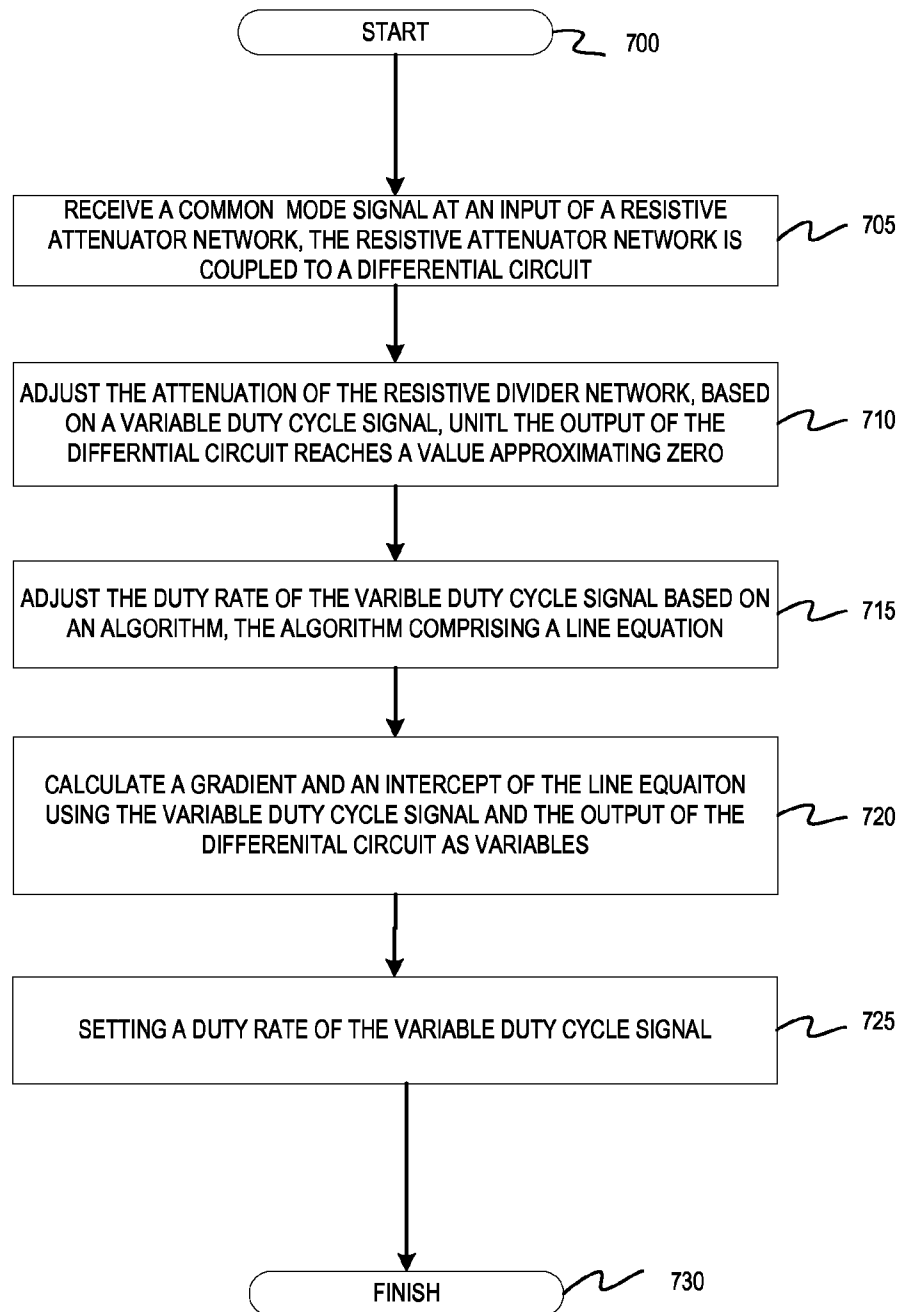 START
700
RECEIVE A COMMON MODE SIGNAL AT AN INPUT OF A RESISTIVE
ATTENUATOR NETWORK, THE RESISTIVE ATTENUATOR NETWORK IS
COUPLED TO A DIFFERENTIAL CIRCUIT
705
ADJUST THE ATTENUATION OF THE RESISTIVE DIVIDER NETWORK, BASED
ON A VARIABLE DUTY CYCLE SIGNAL, UNITL THE OUTPUT OF THE
DIFFERNTIAL CIRCUIT REACHES A VALUE APPROXIMATING ZERO
710
ADJUST THE DUTY RATE OF THE VARIBLE DUTY CYCLE SIGNAL BASED ON
AN ALGORITHM, THE ALGORITHM COMPRISING A LINE EQUATION
715
CALCULATE A GRADIENT AND AN INTERCEPT OF THE LINE EQUAITON
USING THE VARIABLE DUTY CYCLE SIGNAL AND THE OUTPUT OF THE
DIFFERENITAL CIRCUIT AS VARIABLES
720
SETTING A DUTY RATE OF THE VARIABLE DUTY CYCLE SIGNAL
725
FINISH
730